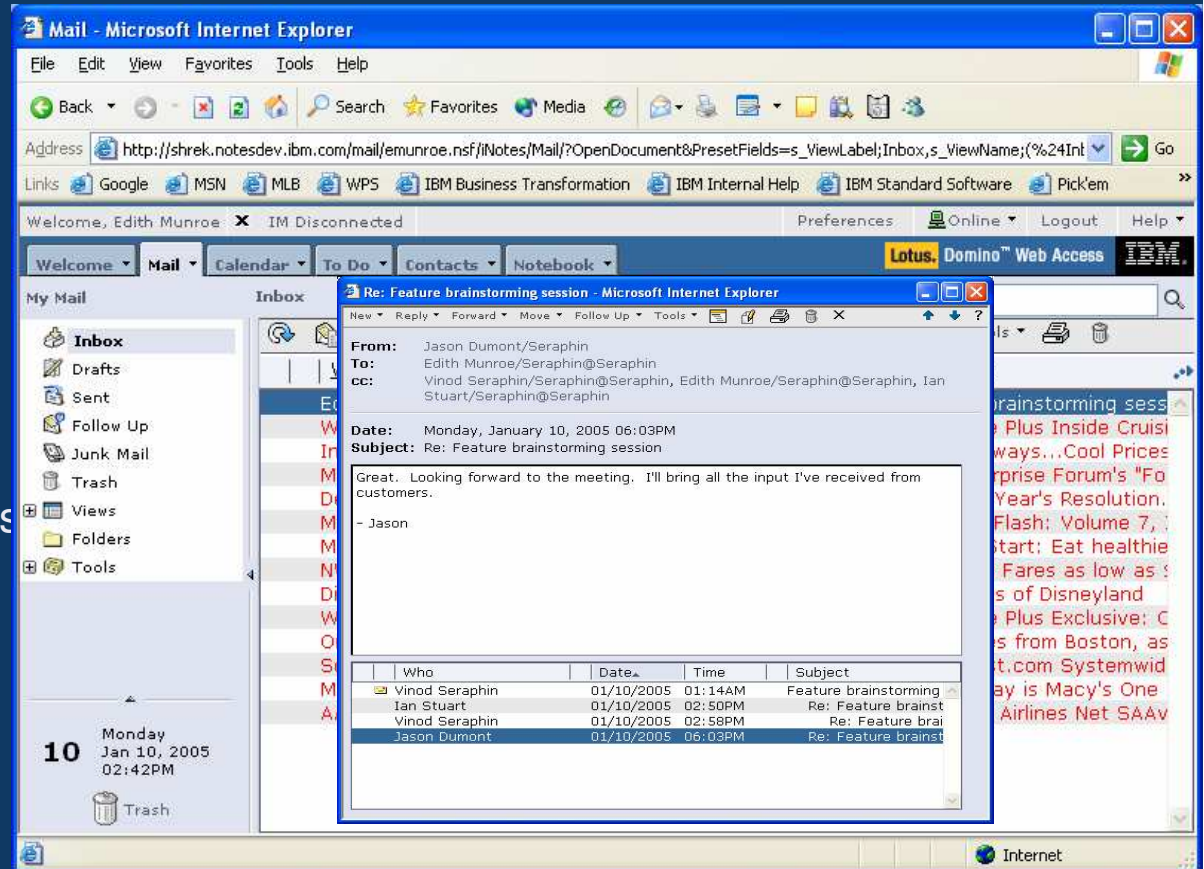 Mail - Microsoft Internet Explorer
File Edit View Favorites Tools Help
Back Search Favorites Media
Address http://shrek.notesdev.ibm.com/mail/emunroe.nsf/iNotes/Mail/?OpenDocument&PresetFields=s_ViewLabel;Inbox,s_ViewName;(%24Int Go
Links Google MSN MLB WPS IBM Business Transformation IBM Internal Help IBM Standard Software Pick'em »
Welcome, Edith Munroe X IM Disconnected Preferences Online Logout Help
Welcome Mail Calendar To Do Contacts Notebook Lotus. Domino™ Web Access IBM.
My Mail
Inbox
Drafts
Sent
Follow Up
Junk Mail
Trash
Views
Folders
Tools
10 Monday
Jan 10, 2005
02:42PM
Trash
Inbox
Re: Feature brainstorming session - Microsoft Internet Explorer
New Reply Forward Move Follow Up Tools ?
From: Jason Dumont/Seraphin
To: Edith Munroe/Seraphin@Seraphin
cc: Vinod Seraphin/Seraphin@Seraphin, Edith Munroe/Seraphin@Seraphin, Ian
Stuart/Seraphin@Seraphin
Date: Monday, January 10, 2005 06:03PM
Subject: Re: Feature brainstorming session
Great. Looking forward to the meeting. I'll bring all the input I've received from
customers.
- Jason
Who Date Time Subject
Vinod Seraphin 01/10/2005 01:14AM Feature brainstorming
Ian Stuart 01/10/2005 02:50PM Re: Feature brainst
Vinod Seraphin 01/10/2005 02:58PM Re: Feature brai
Jason Dumont 01/10/2005 06:03PM Re: Feature brainst
rainstorming sess
Plus Inside Cruisi
ways...Cool Prices
rprise Forum's "Fo
Year's Resolution.
Flash: Volume 7,
Start: Eat healthie
Fares as low as
s of Disneyland
Plus Exclusive: C
s from Boston, as
t.com Systemwid
ay is Macy's One
Airlines Net SAAv
Internet